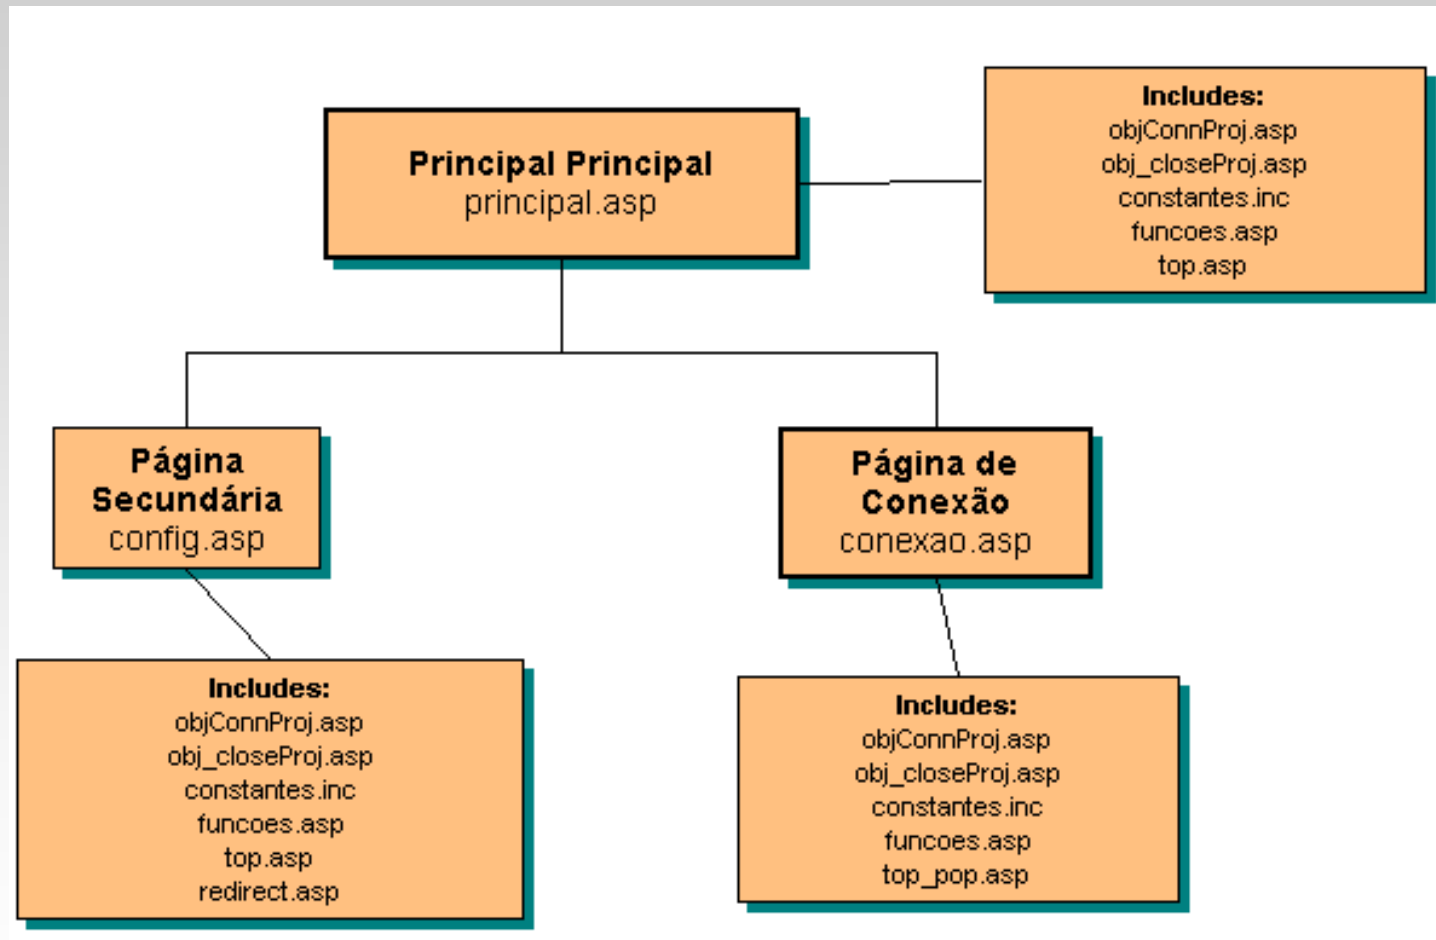 Principal Principal
principal.asp
Includes:
objConnProj.asp
obj_closeProj.asp
constantes.inc
funcoes.asp
top.asp
Página
Secundária
config.asp
Página de
Conexão
conexao.asp
Includes:
objConnProj.asp
obj_closeProj.asp
constantes.inc
funcoes.asp
top.asp
redirect.asp
Includes:
objConnProj.asp
obj_closeProj.asp
constantes.inc
funcoes.asp
top_pop.asp